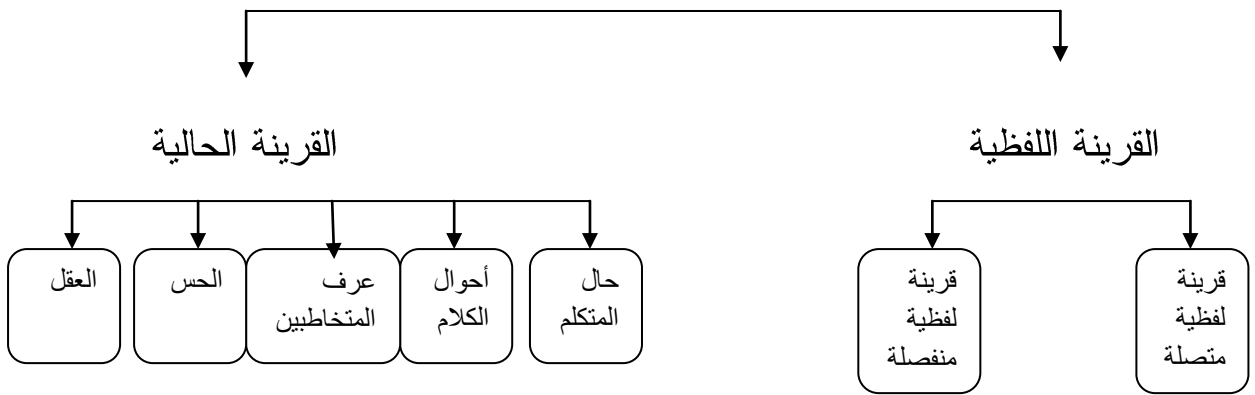 القرينة اللفظية
القرينة الحالية
قرينة
لفظية
متصلة
قرينة
لفظية
منفصلة
حال
المتكلم
أحوال
الكلام
عرف
المتخاطبين
الحس
العقل